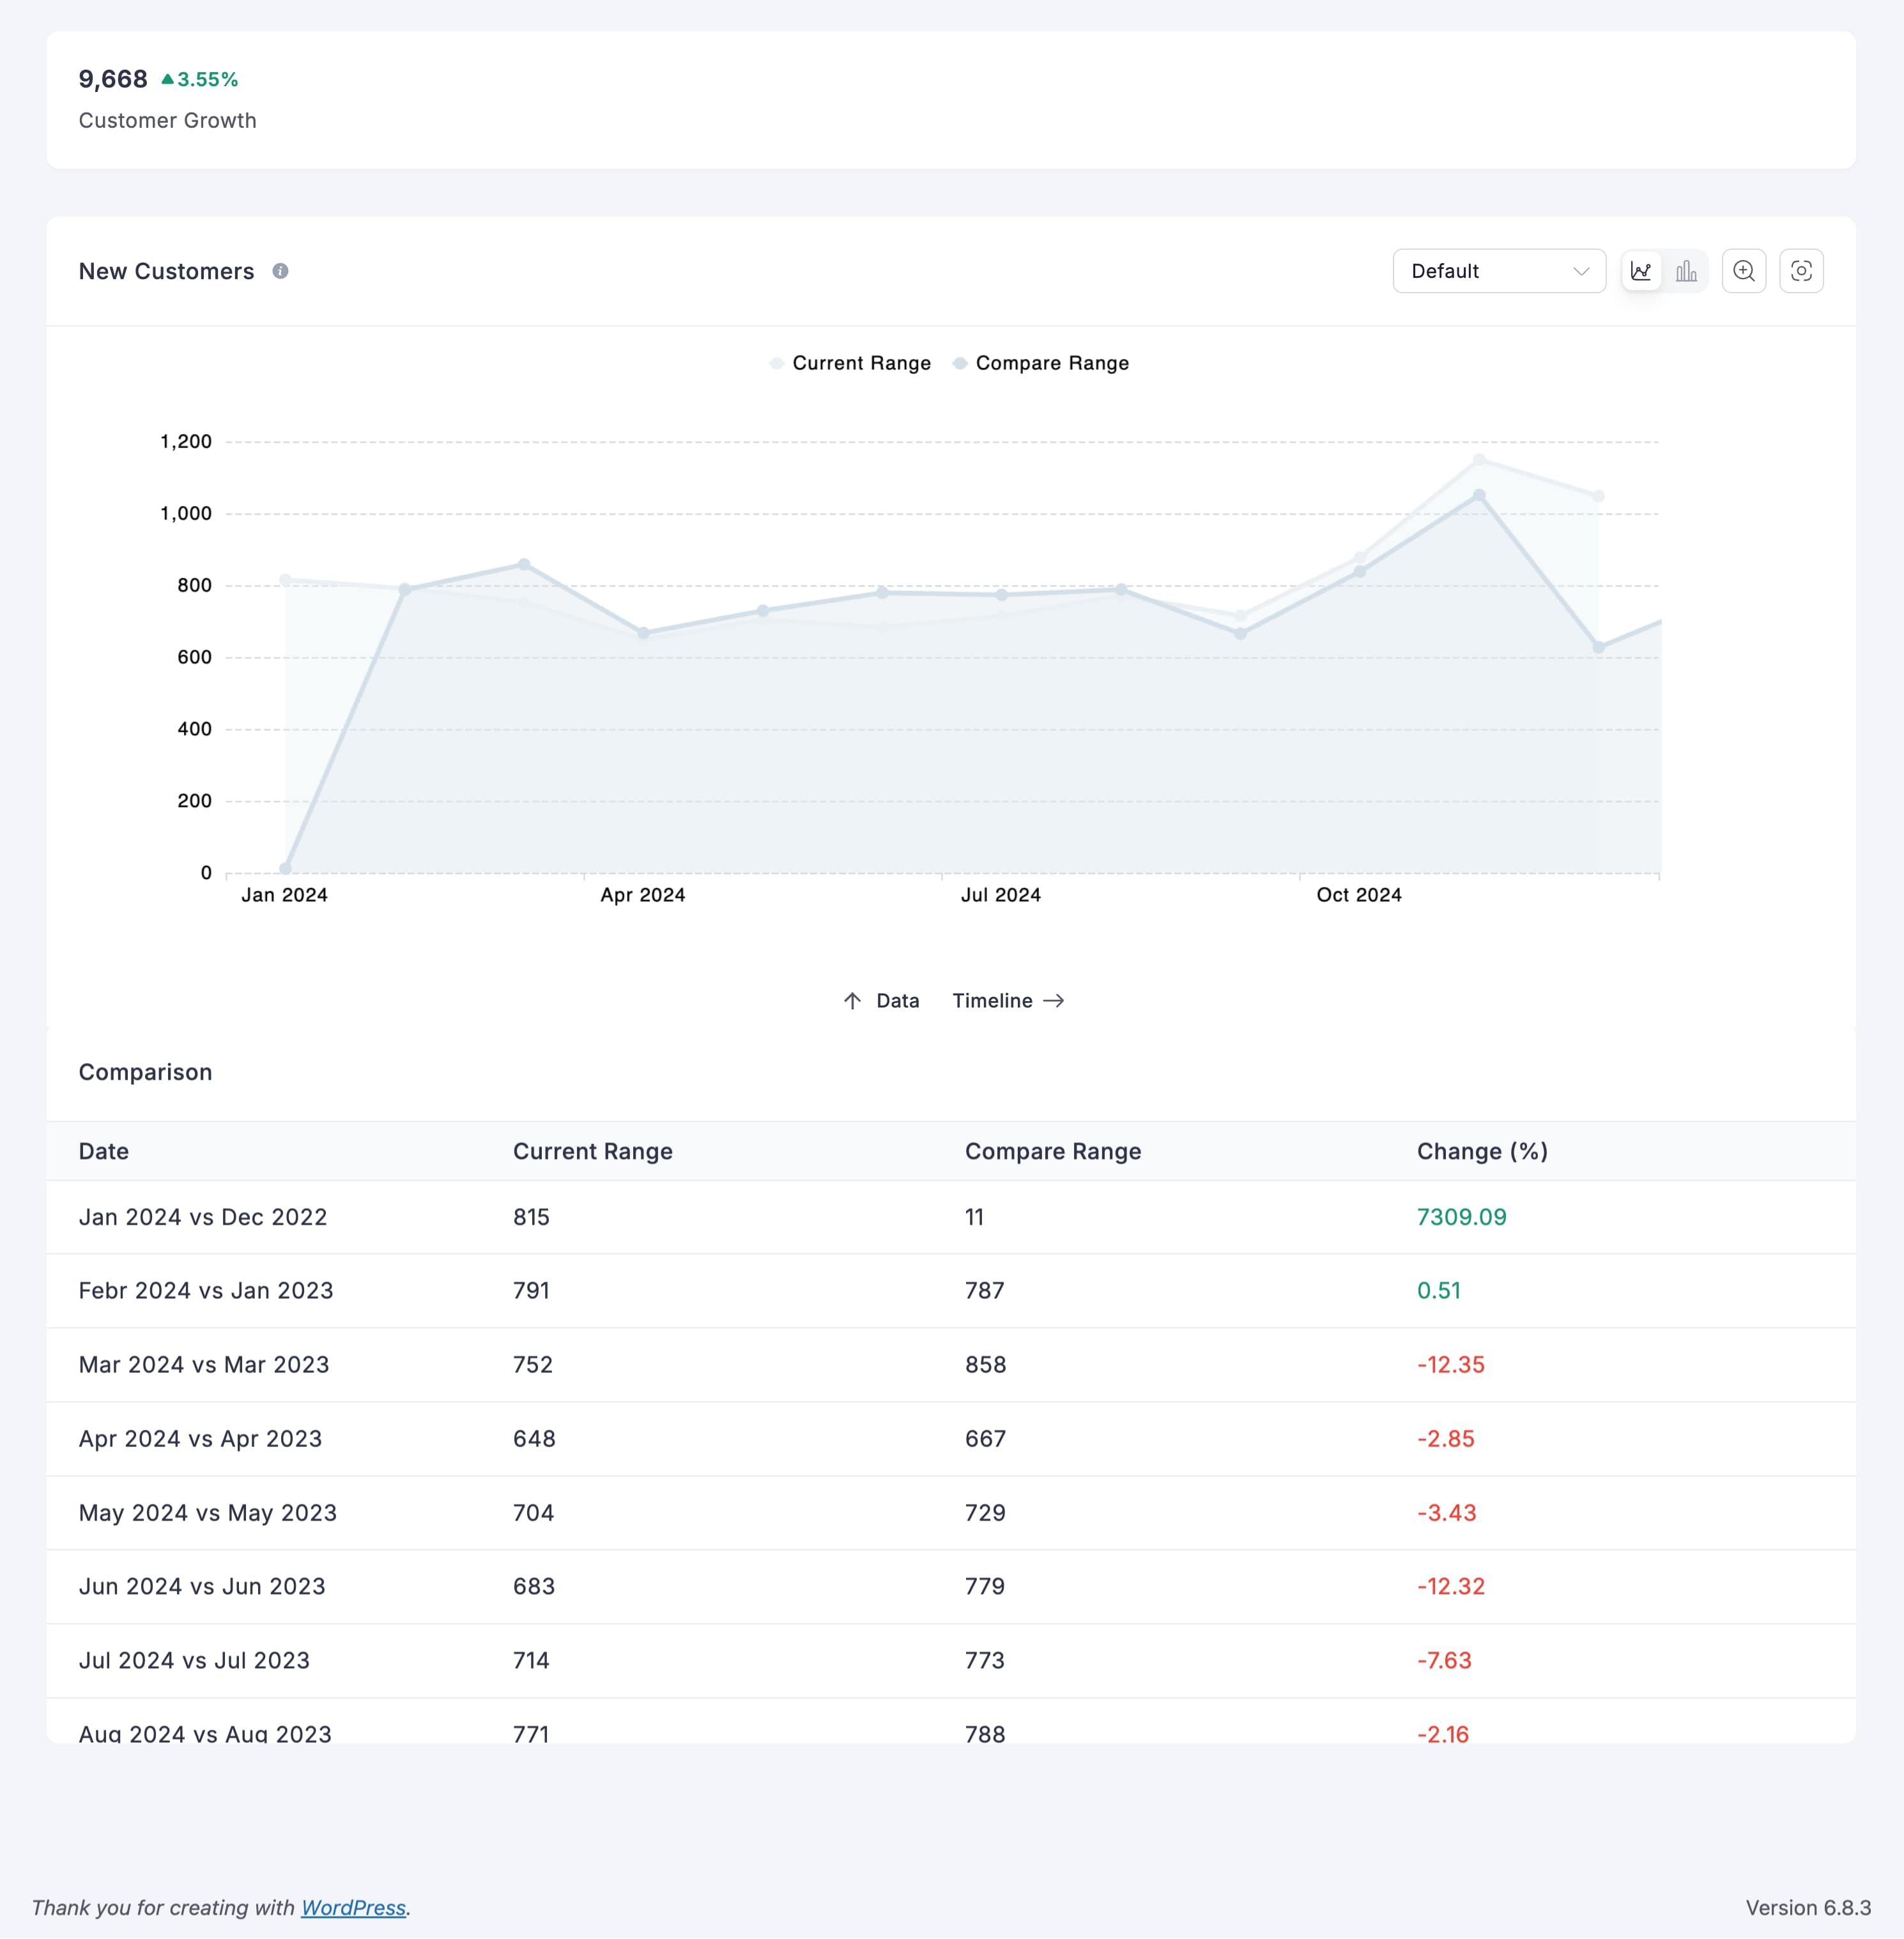 9,668 ▲3.55%
Customer Growth
New Customers
Default
Current Range Compare Range
1,200
1,000
800
600
400
200
0
Jan 2024 Apr 2024 Jul 2024 Oct 2024
↑ Data Timeline →
Comparison
Date Current Range Compare Range Change (%)
Jan 2024 vs Dec 2022 815 11 7309.09
Febr 2024 vs Jan 2023 791 787 0.51
Mar 2024 vs Mar 2023 752 858 -12.35
Apr 2024 vs Apr 2023 648 667 -2.85
May 2024 vs May 2023 704 729 -3.43
Jun 2024 vs Jun 2023 683 779 -12.32
Jul 2024 vs Jul 2023 714 773 -7.63
Aug 2024 vs Aug 2023 771 788 -2.16
Thank you for creating with WordPress. Version 6.8.3